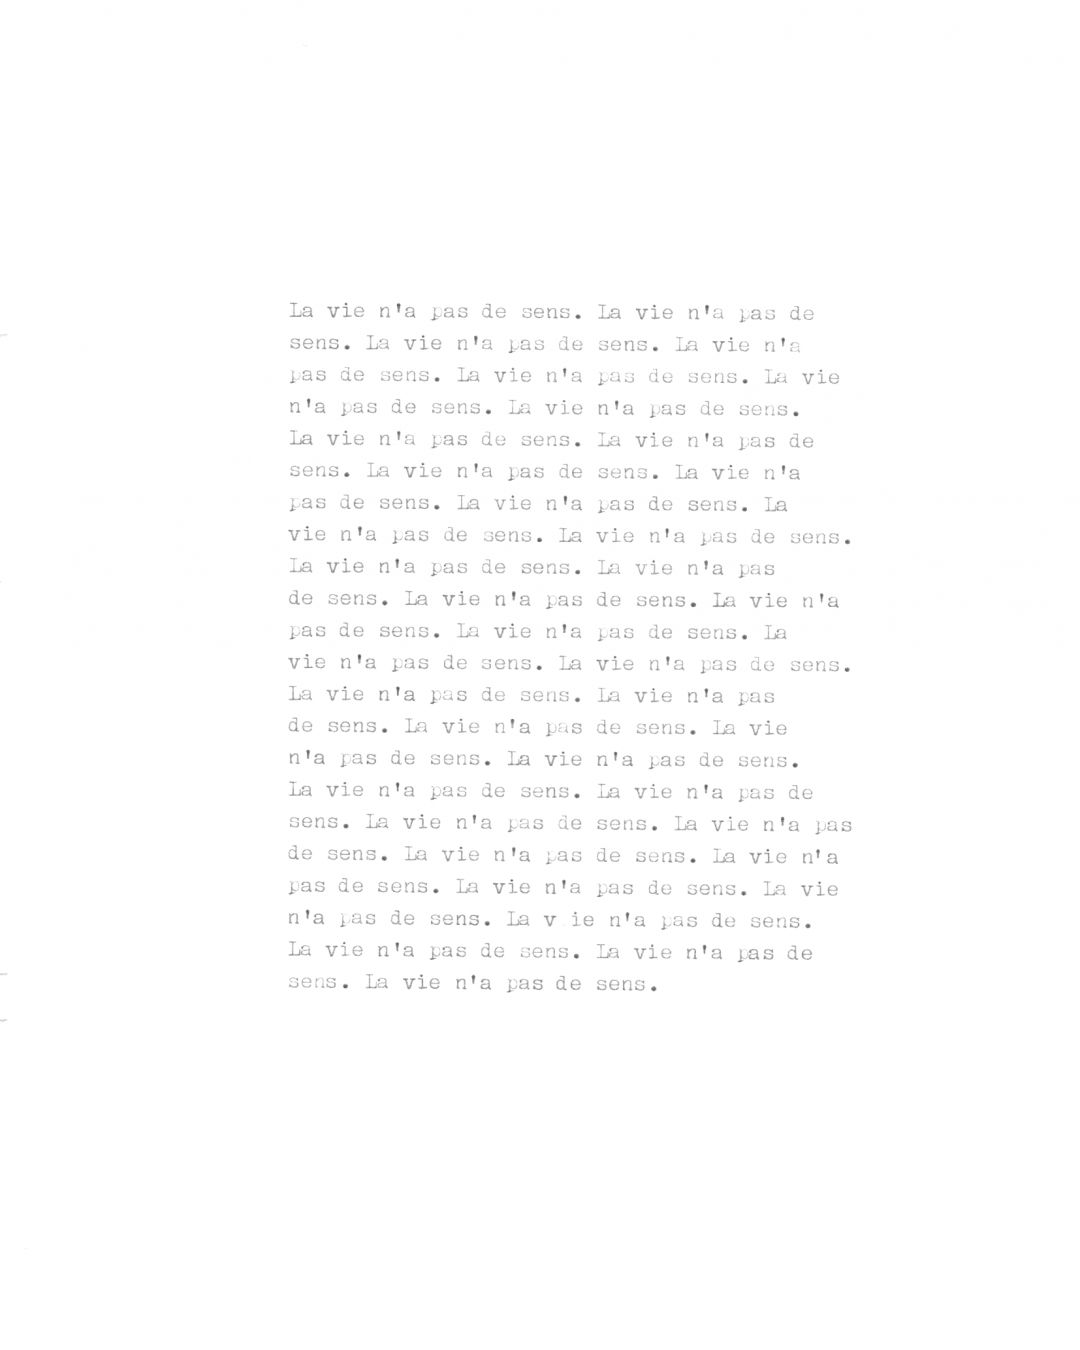 La vie n'a pas de sens. La vie n'a pas de
sens. La vie n'a pas de sens. La vie n'a
pas de sens. La vie n'a pas de sens. La vie
n'a pas de sens. La vie n'a pas de sens.
La vie n'a pas de sens. La vie n'a pas de
sens. La vie n'a pas de sens. La vie n'a
pas de sens. La vie n'a pas de sens. La
vie n'a pas de sens. La vie n'a pas de sens.
La vie n'a pas de sens. La vie n'a pas
de sens. La vie n'a pas de sens. La vie n'a
pas de sens. La vie n'a pas de sens. La
vie n'a pas de sens. La vie n'a pas de sens.
La vie n'a pas de sens. La vie n'a pas
de sens. La vie n'a pas de sens. La vie
n'a pas de sens. La vie n'a pas de sens.
La vie n'a pas de sens. La vie n'a pas de
sens. La vie n'a pas de sens. La vie n'a pas
de sens. La vie n'a pas de sens. La vie n'a
pas de sens. La vie n'a pas de sens. La vie
n'a pas de sens. La v ie n'a pas de sens.
La vie n'a pas de sens. La vie n'a pas de
sens. La vie n'a pas de sens.